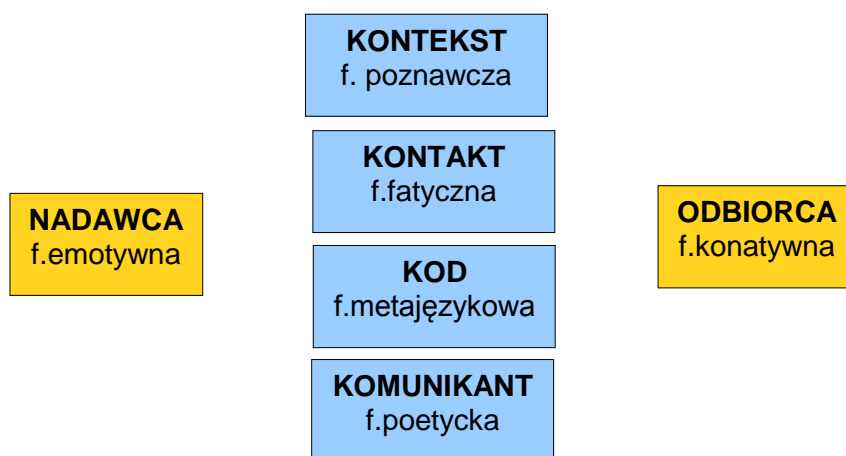 KONTEKST
f. poznawcza
KONTAKT
f.fatyczna
NADAWCA
f.emotywna
ODBIORCA
f.konatywna
KOD
f.metajęzykowa
KOMUNIKANT
f.poetycka